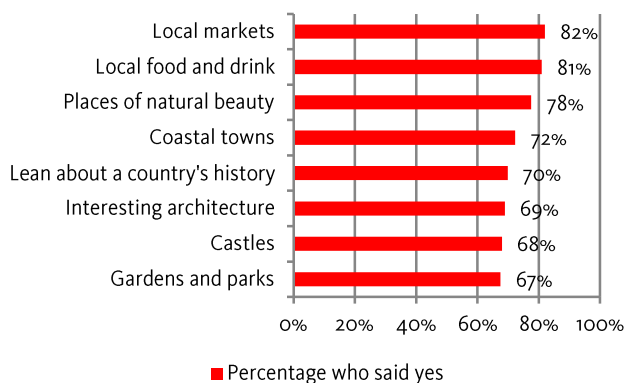 Local markets 82%
Local food and drink 81%
Places of natural beauty 78%
Coastal towns 72%
Lean about a country's history 70%
Interesting architecture 69%
Castles 68%
Gardens and parks 67%
0% 20% 40% 60% 80% 100%
Percentage who said yes